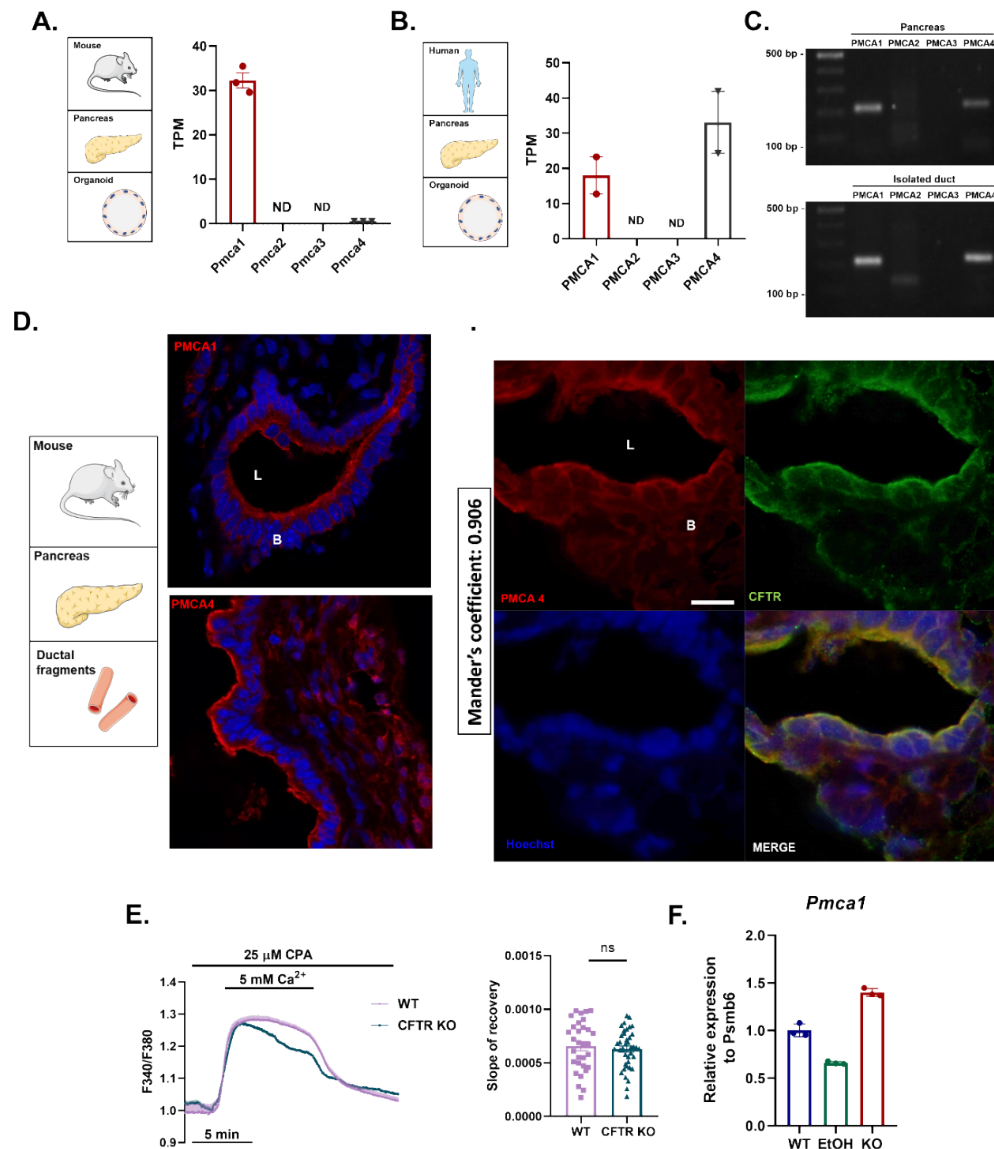 A.
Mouse
Pancreas
Organoid
TPM
40
30
20
10
0
ND
ND
Pmca1
Pmca2
Pmca3
Pmca4
B.
Human
Pancreas
Organoid
TPM
50
40
30
20
10
0
ND
ND
PMCA1
PMCA2
PMCA3
PMCA4
C.
Pancreas
PMCA1 PMCA2 PMCA3 PMCA4
500 bp -
100 bp -
Isolated duct
PMCA1 PMCA2 PMCA3 PMCA4
500 bp -
100 bp -
D.
Mouse
Pancreas
Ductal
fragments
PMCA1
L
B
PMCA4
.
Mander's coefficient: 0.906
L
B
PMCA 4
CFTR
Hoechst
MERGE
E.
25 µM CPA
5 mM Ca2+
WT
CFTR KO
F340/F380
1.4
1.3
1.2
1.1
1.0
0.9
5 min
ns
Slope of recovery
0.0015
0.0010
0.0005
0.0000
WT
CFTR KO
F.
Pmca1
Relative expression
to Psmb6
2.0
1.5
1.0
0.5
0.0
WT
EtOH
KO